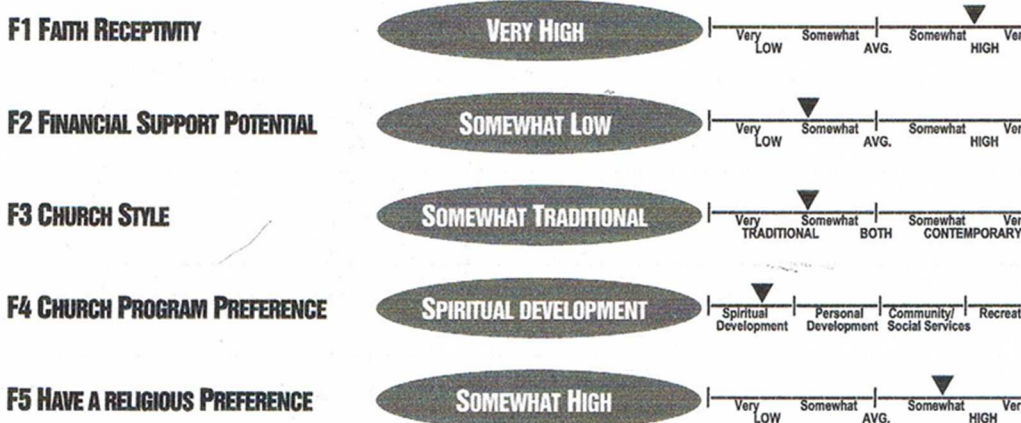 F1 FAITH RECEPTIVITY VERY HIGH Very Somewhat Somewhat
LOW AVG. HIGH
F2 FINANCIAL SUPPORT POTENTIAL SOMEWHAT LOW Very Somewhat Somewhat
LOW AVG. HIGH
F3 CHURCH STYLE SOMEWHAT TRADITIONAL Very Somewhat Somewhat
TRADITIONAL BOTH CONTEMPORARY
F4 CHURCH PROGRAM PREFERENCE SPIRITUAL DEVELOPMENT Spiritual Personal Community/
Development Development Social Services
F5 HAVE A RELIGIOUS PREFERENCE SOMEWHAT HIGH Very Somewhat Somewhat
LOW AVG. HIGH